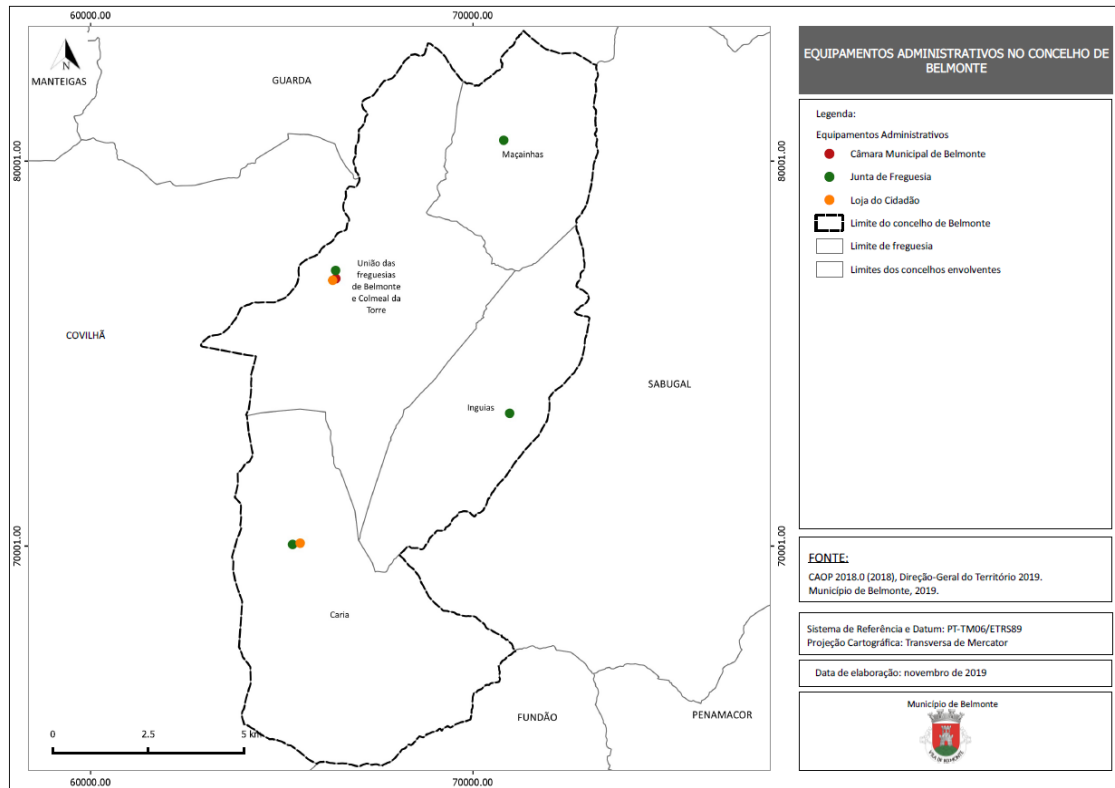 60000.00
70000.00
N
MANTEIGAS
GUARDA
80001.00
80001.00
Maçainhas
União das
freguesias
de Belmonte
e Colmeal da
Torre
COVILHÃ
SABUGAL
Inguias
70001.00
70001.00
Caria
FUNDÃO
PENAMACOR
0
2.5
5 km
60000.00
70000.00
EQUIPAMENTOS ADMINISTRATIVOS NO CONCELHO DE
BELMONTE
Legenda:
Equipamentos Administrativos
Câmara Municipal de Belmonte
Junta de Freguesia
Loja do Cidadão
Limite do concelho de Belmonte
Limite de freguesia
Limites dos concelhos envolventes
FONTE:
CAOP 2018.0 (2018), Direção-Geral do Território 2019.
Município de Belmonte, 2019.
Sistema de Referência e Datum: PT-TM06/ETRS89
Projeção Cartográfica: Transversa de Mercator
Data de elaboração: novembro de 2019
Município de Belmonte
VILA DE BELMONTE